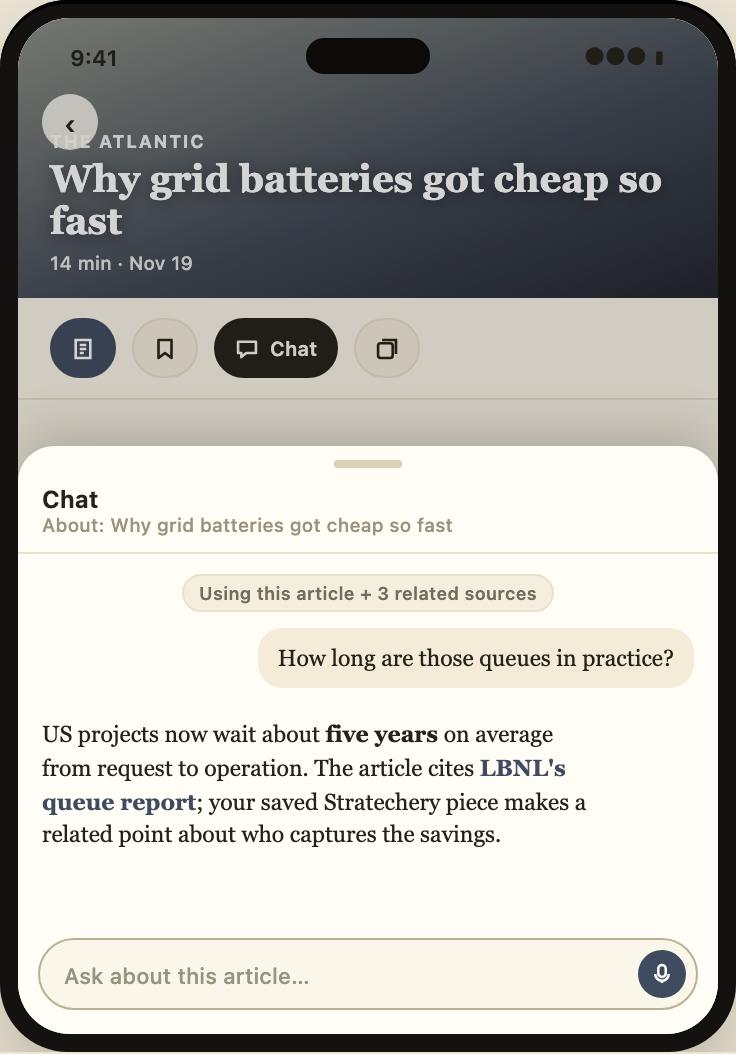 9:41
THE ATLANTIC
Why grid batteries got cheap so
fast
14 min · Nov 19
Chat
Chat
About: Why grid batteries got cheap so fast
Using this article + 3 related sources
How long are those queues in practice?
US projects now wait about five years on average
from request to operation. The article cites LBNL's
queue report; your saved Stratechery piece makes a
related point about who captures the savings.
Ask about this article...